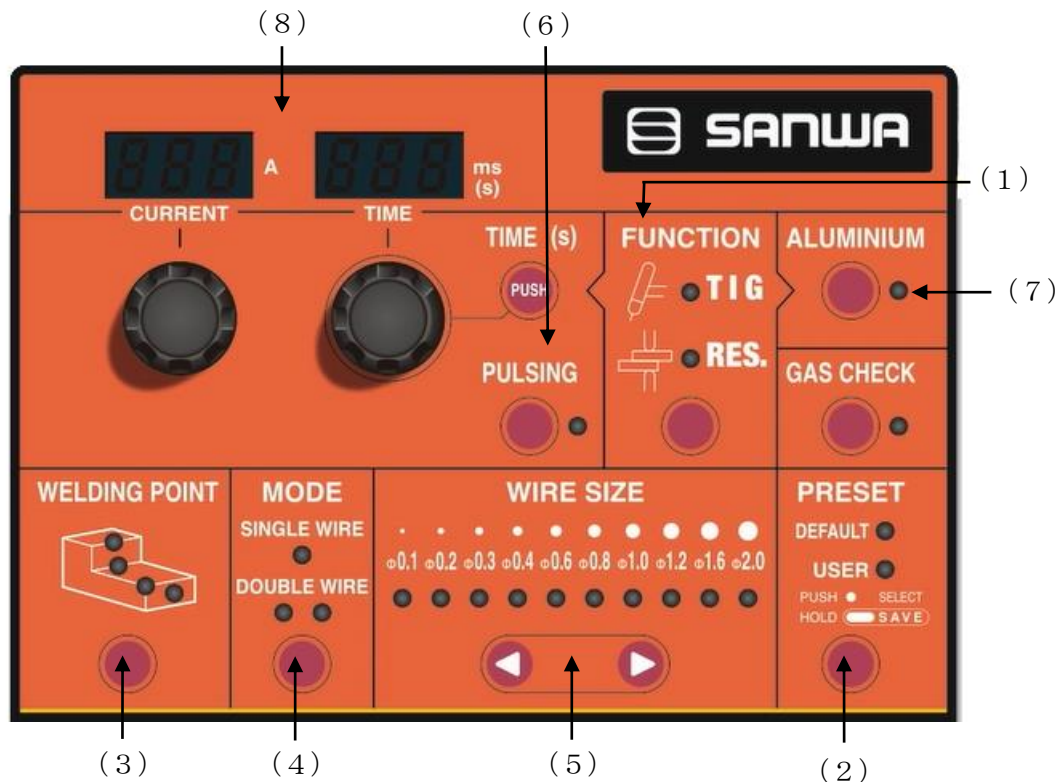 （８）
（６）
SANWA
888 A
888 ms
(s)
（１）
CURRENT
TIME
TIME (s)
PUSH
FUNCTION
TIG
RES.
ALUMINIUM
（７）
PULSING
GAS CHECK
WELDING POINT
MODE
SINGLE WIRE
DOUBLE WIRE
WIRE SIZE
Φ0.1 Φ0.2 Φ0.3 Φ0.4 Φ0.6 Φ0.8 Φ1.0 Φ1.2 Φ1.6 Φ2.0
PRESET
DEFAULT
USER
PUSH SELECT
HOLD SAVE
（３）
（４）
（５）
（２）